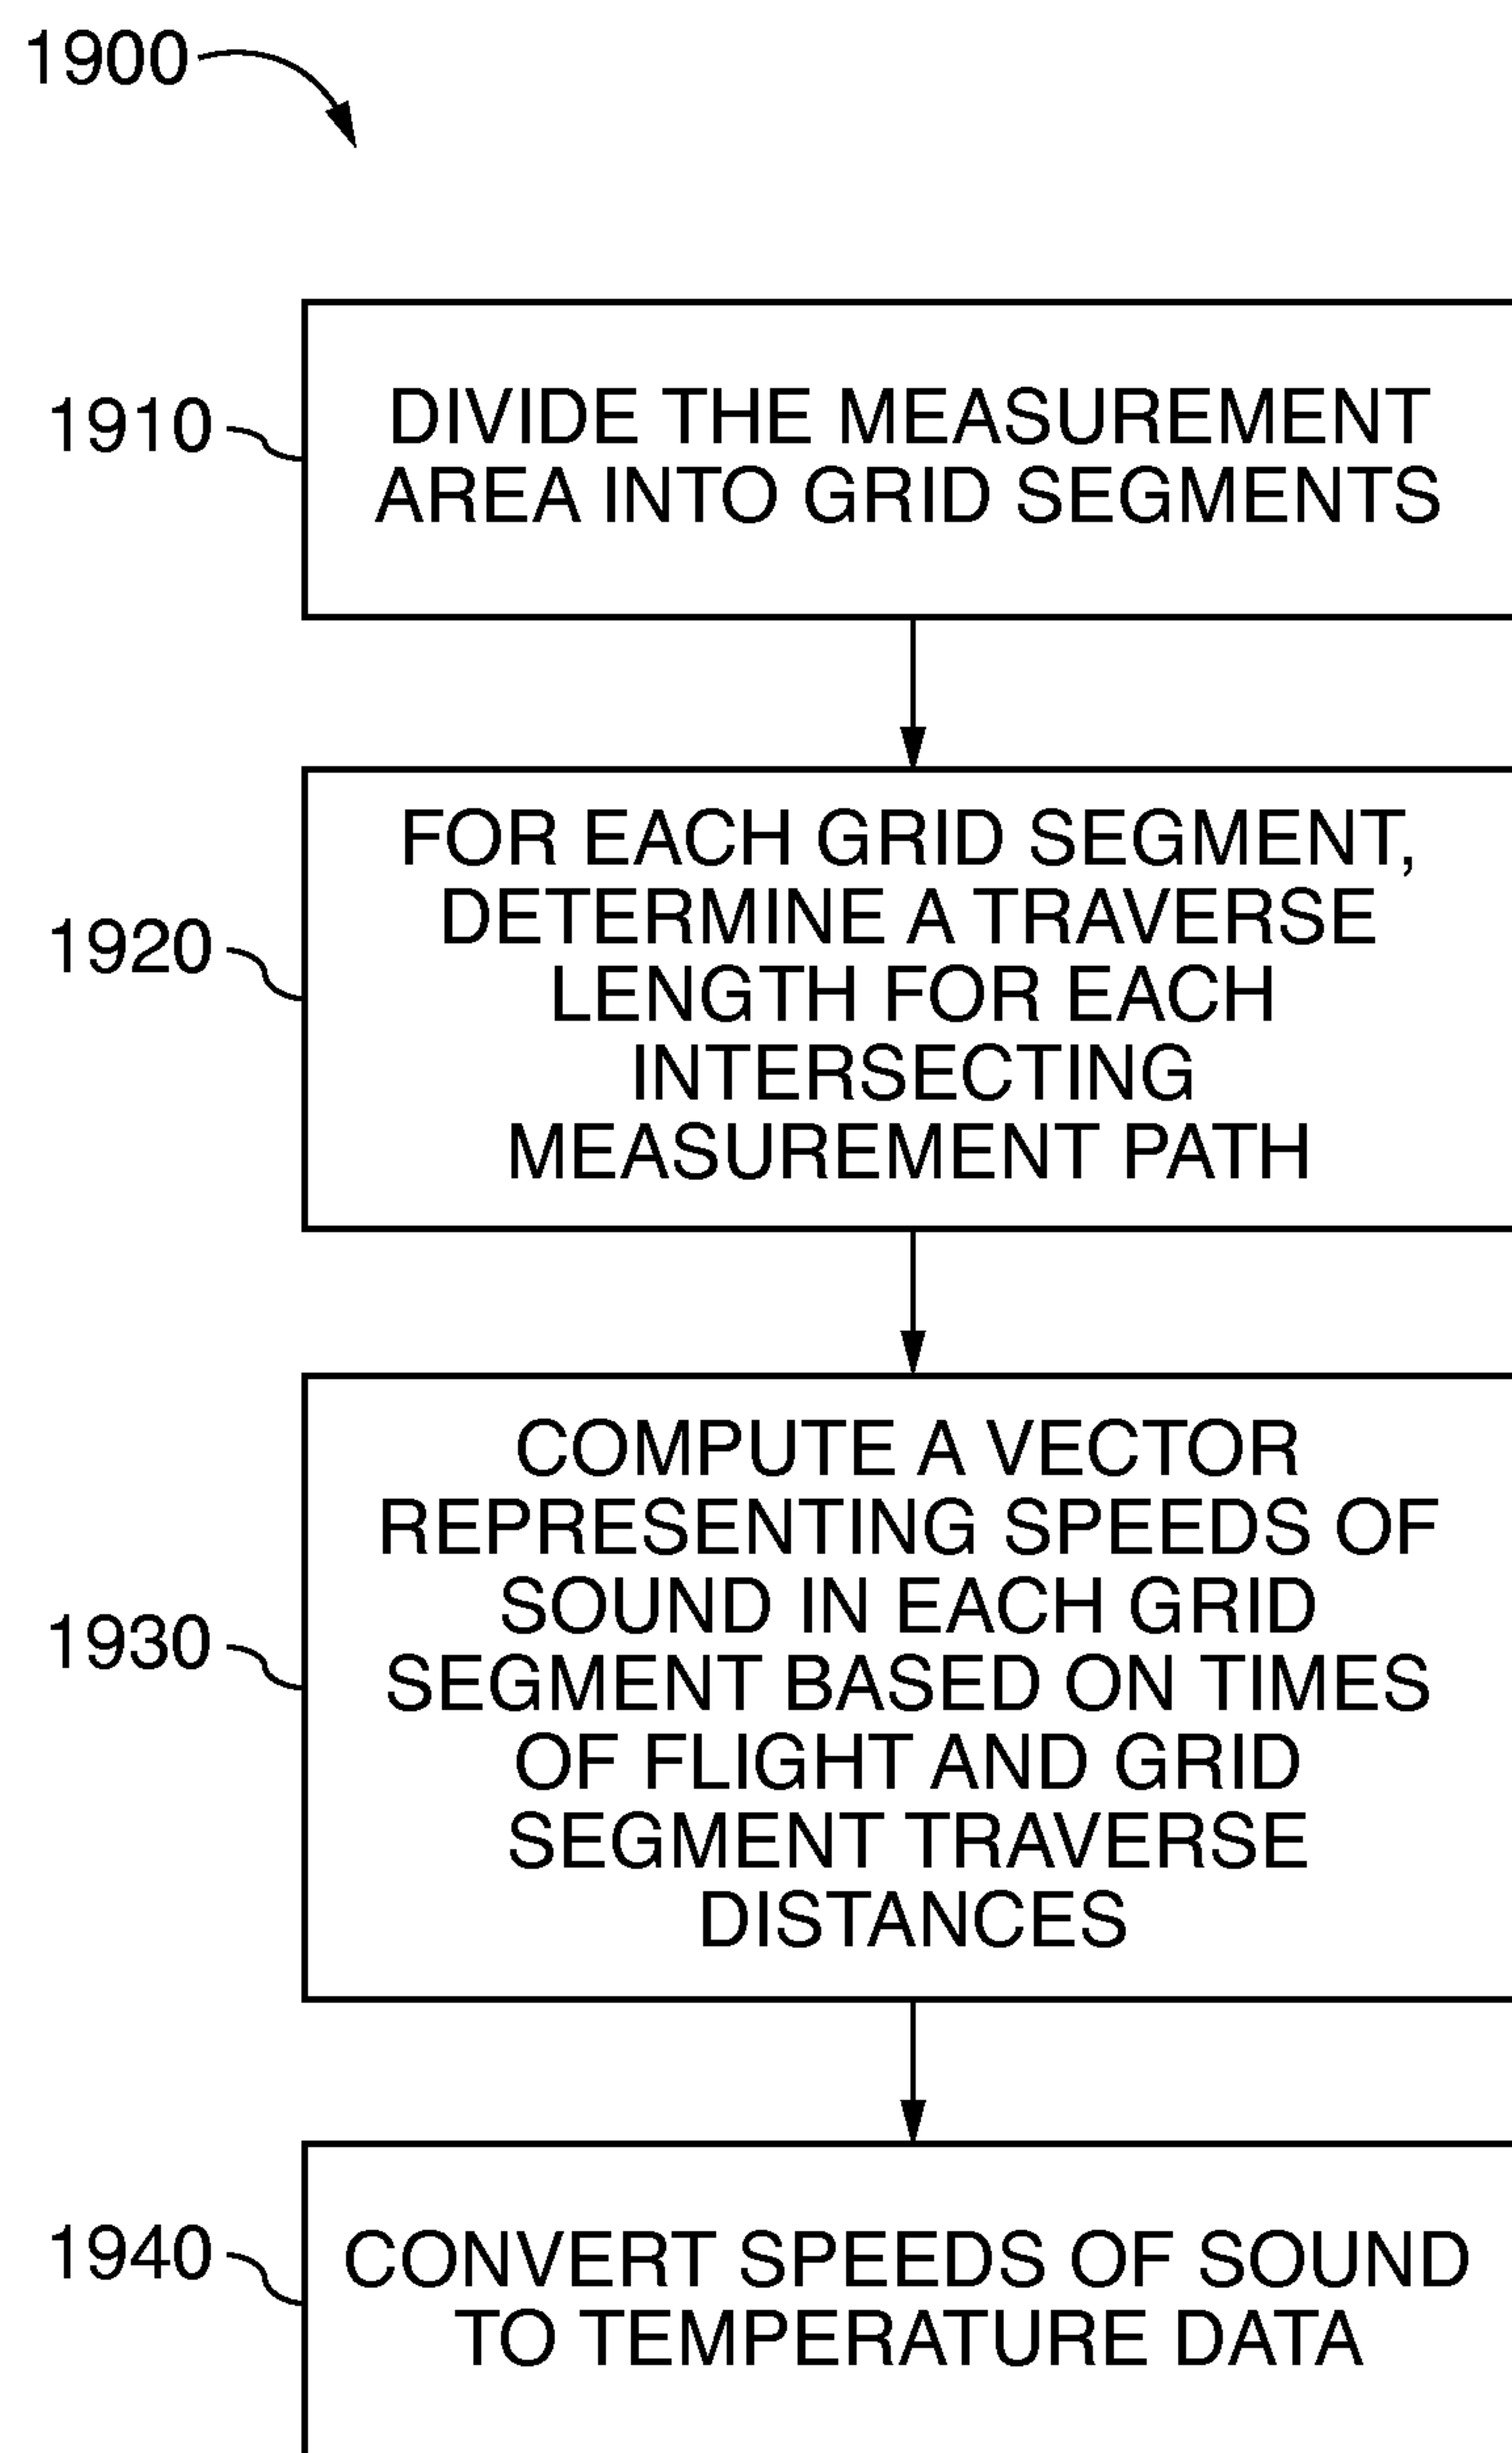 1900
1910
DIVIDE THE MEASUREMENT
AREA INTO GRID SEGMENTS
1920
FOR EACH GRID SEGMENT,
DETERMINE A TRAVERSE
LENGTH FOR EACH
INTERSECTING
MEASUREMENT PATH
1930
COMPUTE A VECTOR
REPRESENTING SPEEDS OF
SOUND IN EACH GRID
SEGMENT BASED ON TIMES
OF FLIGHT AND GRID
SEGMENT TRAVERSE
DISTANCES
1940
CONVERT SPEEDS OF SOUND
TO TEMPERATURE DATA